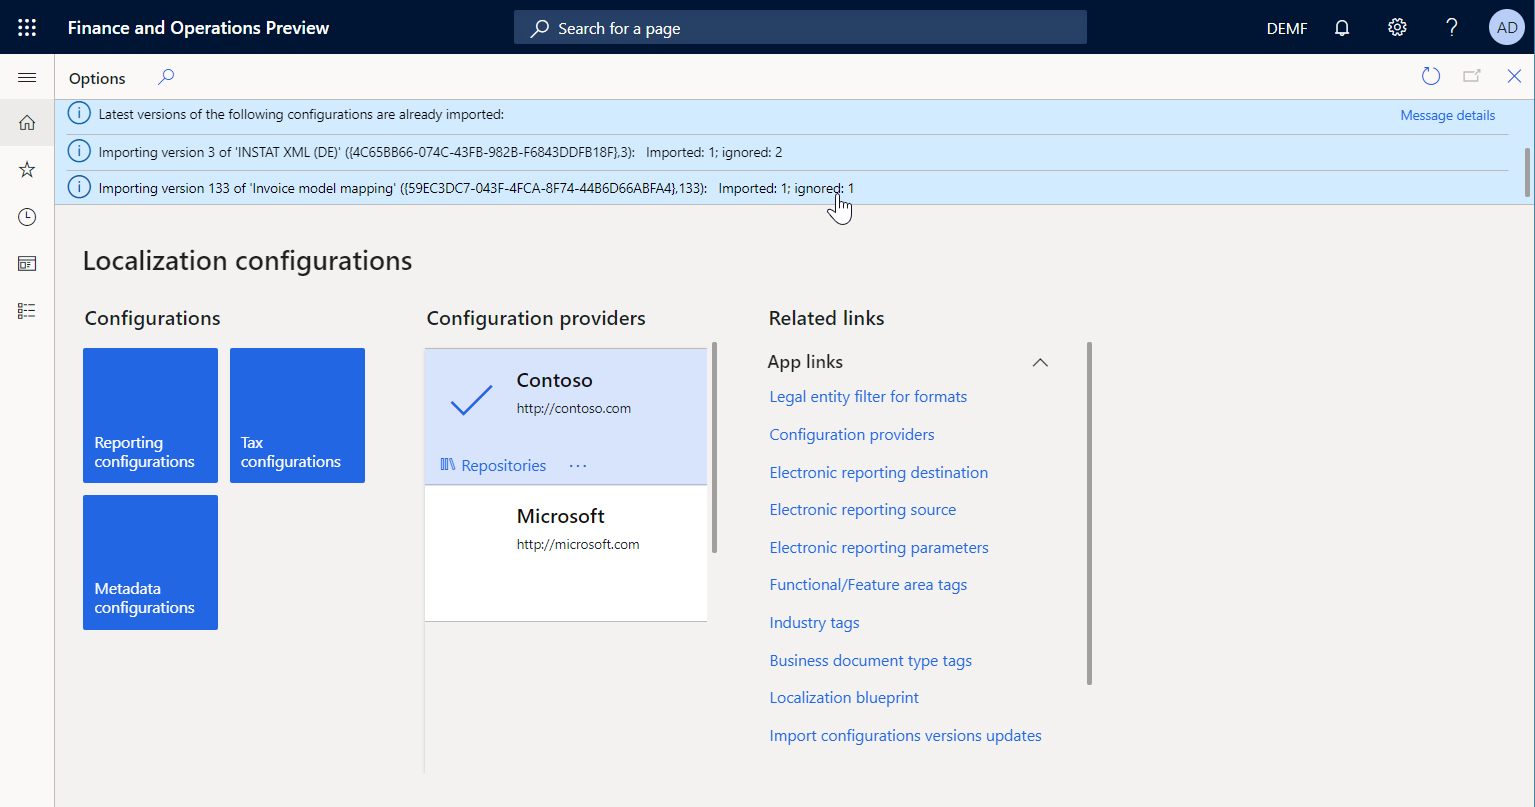 Finance and Operations Preview
Search for a page
DEMF
?
AD
Options
Latest versions of the following configurations are already imported:
Message details
Importing version 3 of 'INSTAT XML (DE)' ({4C65BB66-074C-43FB-982B-F6843DDFB18F},3): Imported: 1; ignored: 2
Importing version 133 of 'Invoice model mapping' ({59EC3DC7-043F-4FCA-8F74-44B6D66ABFA4},133): Imported: 1; ignored: 1
Localization configurations
Configurations
Reporting
configurations
Tax
configurations
Metadata
configurations
Configuration providers
Contoso
http://contoso.com
Repositories
...
Microsoft
http://microsoft.com
Related links
App links
Legal entity filter for formats
Configuration providers
Electronic reporting destination
Electronic reporting source
Electronic reporting parameters
Functional/Feature area tags
Industry tags
Business document type tags
Localization blueprint
Import configurations versions updates